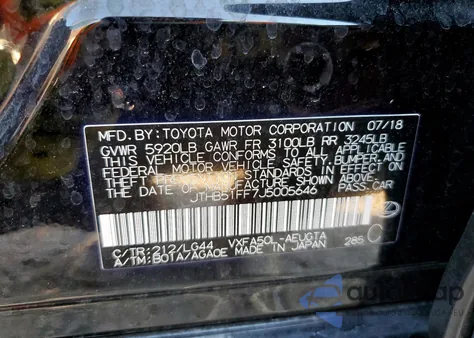 MFD. BY: TOYOTA MOTOR CORPORATION 07/18
GVWR 5920LB GAWR FR 3100LB RR 3245LB
THIS VEHICLE CONFORMS TO ALL APPLICABLE
FEDERAL MOTOR VEHICLE SAFETY, BUMPER, AND
THEFT PREVENTION STANDARDS IN EFFECT ON
THE DATE OF MANUFACTURE SHOWN ABOVE.
JTHB51FF7J5005646 PASS. CAR
C/TR: 212/LG44 VXFA50L-AEUGTA
A/TM: B0TA/AGA0E MADE IN JAPAN 285 C